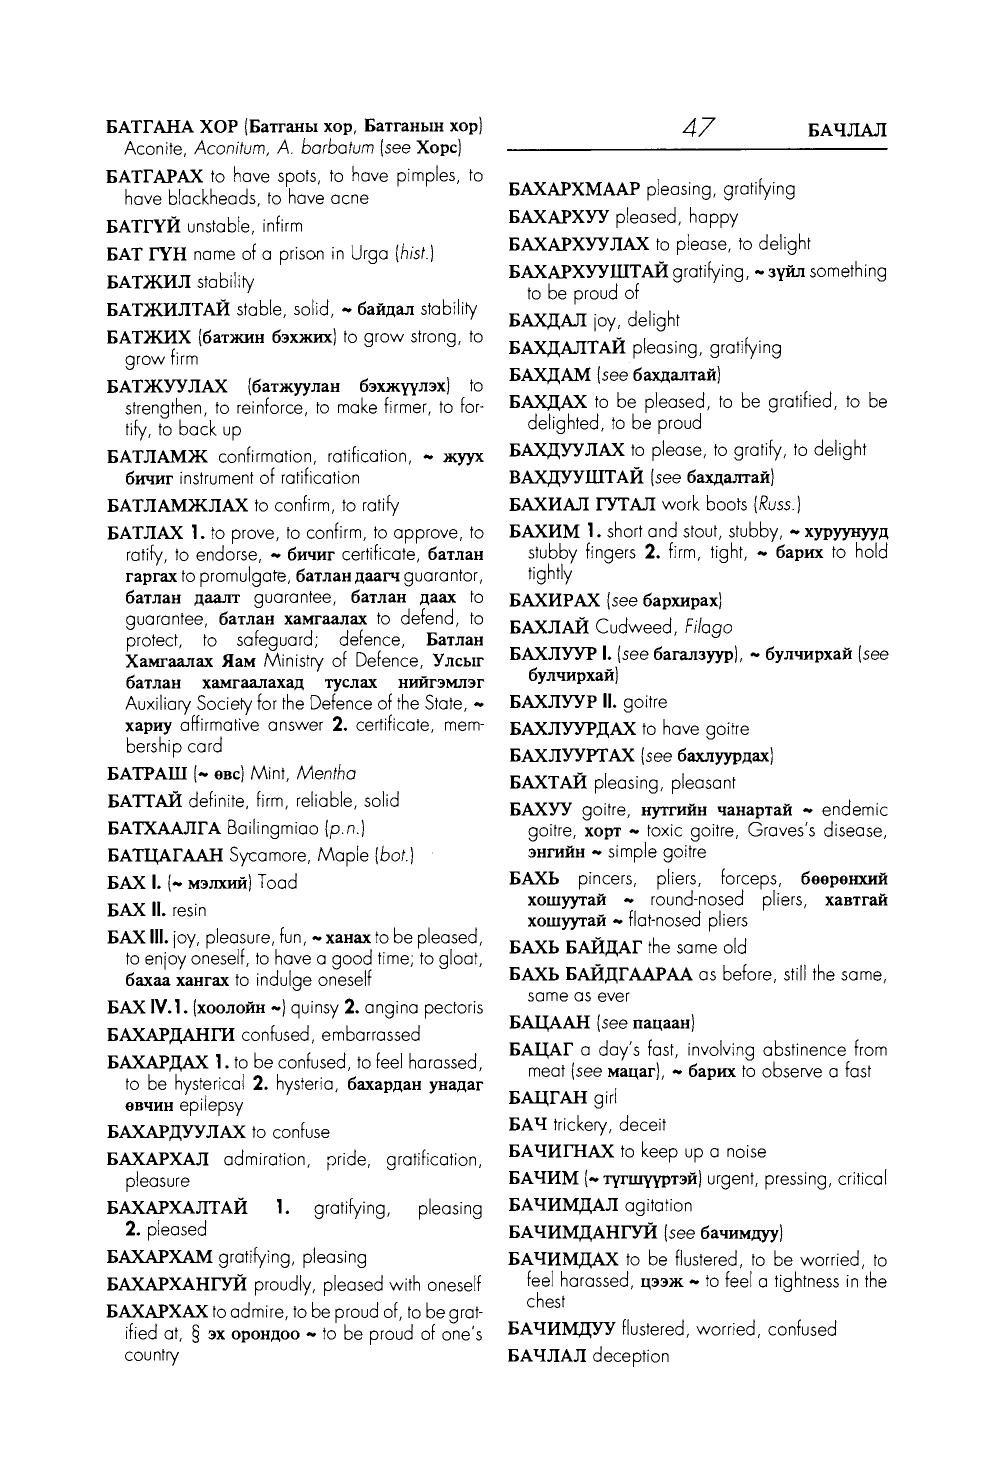 БАТГАНА ХОР (Батганы хор, Батганын хор)
Aconite, Aconitum, A. barbatum (see Хорс)
БАТГАРАХ to have spots, to have pimples, to
have blackheads, to have acne
БАТГҮЙ unstable, infirm
БАТ ГҮН name of a prison in Urga (hist.)
БАТЖИЛ stability
БАТЖИЛТАЙ stable, solid, ~ байдал stability
БАТЖИХ (батжин бэхжих) to grow strong, to
grow firm
БАТЖУУЛАХ (батжуулан бэхжүүлэх) to
strengthen, to reinforce, to make firmer, to for-
tify, to back up
БАТЛАМЖ confirmation, ratification, ~ жуух
бичиг instrument of ratification
БАТЛАМЖЛАХ to confirm, to ratify
БАТЛАХ 1. to prove, to confirm, to approve, to
ratify, to endorse, ~ бичиг certificate, батлан
гаргах to promulgate, батлан даагч guarantor,
батлан даалт guarantee, батлан даах to
guarantee, батлан хамгаалах to defend, to
protect, to safeguard; defence, Батлан
Хамгаалах Яам Ministry of Defence, Улсыг
батлан хамгаалахад туслах нийгэмлэг
Auxiliary Society for the Defence of the State, ~
хариу affirmative answer 2. certificate, mem-
bership card
БАТРАШ (~ өвс) Mint, Mentha
БАТТАЙ definite, firm, reliable, solid
БАТХААЛГА Bailingmiao (p.n.)
БАТЦАГААН Sycamore, Maple (bot.)
БАХ I. (~ мэлхий) Toad
БАХ II. resin
БАХ III. joy, pleasure, fun, ~ ханах to be pleased,
to enjoy oneself, to have a good time; to gloat,
бахаа хангах to indulge oneself
БАХ IV.1. (хоолойн ~) quinsy 2. angina pectoris
БАХАРДАНГИ confused, embarrassed
БАХАРДАХ 1. to be confused, to feel harassed,
to be hysterical 2. hysteria, бахардан унадаг
өвчин epilepsy
БАХАРДУУЛАХ to confuse
БАХАРХАЛ admiration, pride, gratification,
pleasure
БАХАРХАЛТАЙ 1. gratifying, pleasing
2. pleased
БАХАРХАМ gratifying, pleasing
БАХАРХАНГУЙ proudly, pleased with oneself
БАХАРХАХ to admire, to be proud of, to be grat-
ified at, § эх орондоо ~ to be proud of one's
country
47 БАЧЛАЛ
БАХАРХМААР pleasing, gratifying
БАХАРХУУ pleased, happy
БАХАРХУУЛАХ to please, to delight
БАХАРХУУШТАЙ gratifying, ~ зүйл something
to be proud of
БАХДАЛ joy, delight
БАХДАЛТАЙ pleasing, gratifying
БАХДАМ (see бахдалтай)
БАХДАХ to be pleased, to be gratified, to be
delighted, to be proud
БАХДУУЛАХ to please, to gratify, to delight
ВАХДУУШТАЙ (see бахдалтай)
БАХИАЛ ГУТАЛ work boots (Russ.)
БАХИМ 1. short and stout, stubby, ~ хуруунууд
stubby fingers 2. firm, tight, ~ барих to hold
tightly
БАХИРАХ (see бархирах)
БАХЛАЙ Cudweed, Filago
БАХЛУУР I. (see багалзуур), ~ булчирхай (see
булчирхай)
БАХЛУУР II. goitre
БАХЛУУРДАХ to have goitre
БАХЛУУРТАХ (see бахлуурдах)
БАХТАЙ pleasing, pleasant
БАХУУ goitre, нутгийн чанартай ~ endemic
goitre, хорт ~ toxic goitre, Graves's disease,
энгийн ~ simple goitre
БАХЬ pincers, pliers, forceps, бөөрөнхий
хошуутай ~ round-nosed pliers, хавтгай
хошуутай ~ flat-nosed pliers
БАХЬ БАЙДАГ the same old
БАХЬ БАЙДГААРАА as before, still the same,
same as ever
БАЦААН (see пацаан)
БАЦАГ a day's fast, involving abstinence from
meat (see мацаг), ~ барих to observe a fast
БАЦГАН girl
БАЧ trickery, deceit
БАЧИГНАХ to keep up a noise
БАЧИМ (~ түгшүүртэй) urgent, pressing, critical
БАЧИМДАЛ agitation
БАЧИМДАНГУЙ (see бачимдуу)
БАЧИМДАХ to be flustered, to be worried, to
feel harassed, цээж ~ to feel a tightness in the
chest
БАЧИМДУУ flustered, worried, confused
БАЧЛАЛ deception